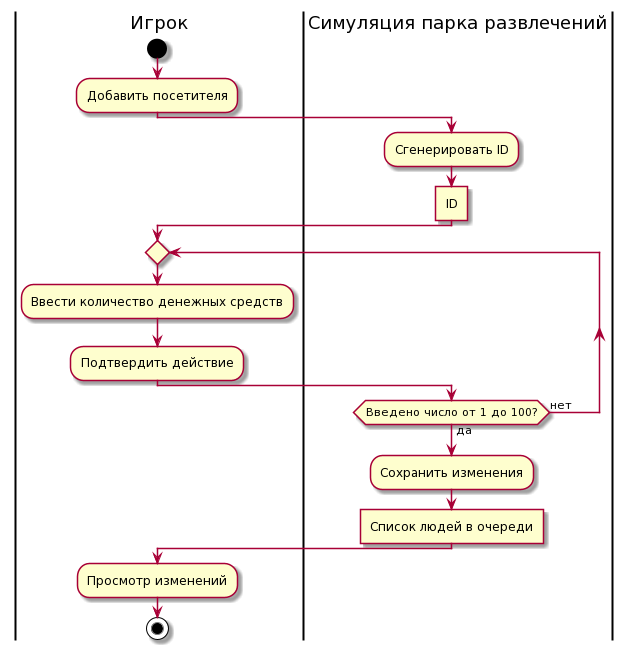 Игрок
Симуляция парка развлечений
Добавить посетителя
Сгенерировать ID
ID
Ввести количество денежных средств
Подтвердить действие
Введено число от 1 до 100?
нет
да
Сохранить изменения
Список людей в очереди
Просмотр изменений